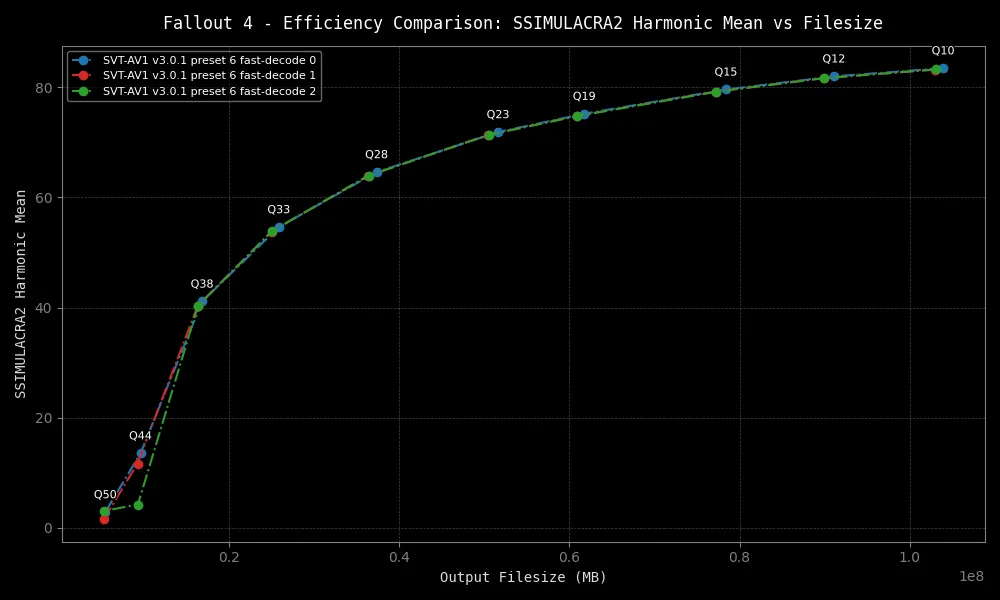 Fallout 4 - Efficiency Comparison: SSIMULACRA2 Harmonic Mean vs Filesize
SVT-AV1 v3.0.1 preset 6 fast-decode 0
SVT-AV1 v3.0.1 preset 6 fast-decode 1
SVT-AV1 v3.0.1 preset 6 fast-decode 2
Q10
Q12
Q15
Q19
Q23
Q28
Q33
Q38
Q44
Q50
SSIMULACRA2 Harmonic Mean
80
60
40
20
0
0.2
0.4
0.6
0.8
1.0
1e8
Output Filesize (MB)